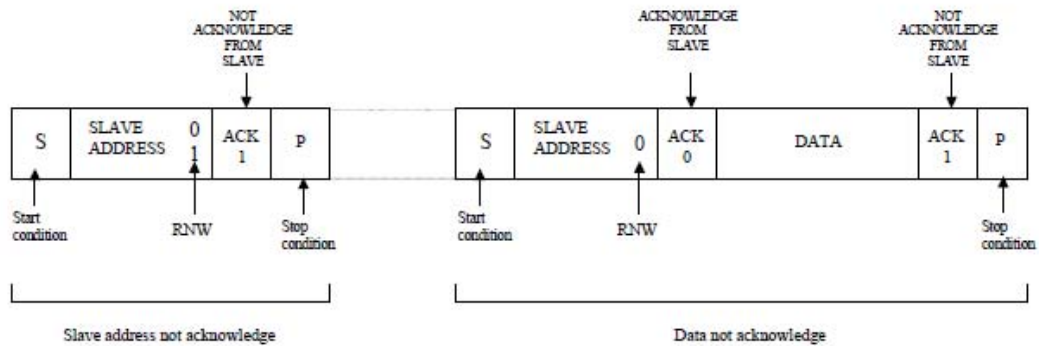 NOT
ACKNOWLEDGE
FROM
SLAVE
ACKNOWLEDGE
FROM
SLAVE
NOT
ACKNOWLEDGE
FROM
SLAVE
S
SLAVE
ADDRESS
0
1
ACK
1
P
S
SLAVE
ADDRESS
0
ACK
0
DATA
ACK
1
P
Start
condition
RNW
Stop
condition
Start
condition
RNW
Stop
condition
Slave address not acknowledge
Data not acknowledge